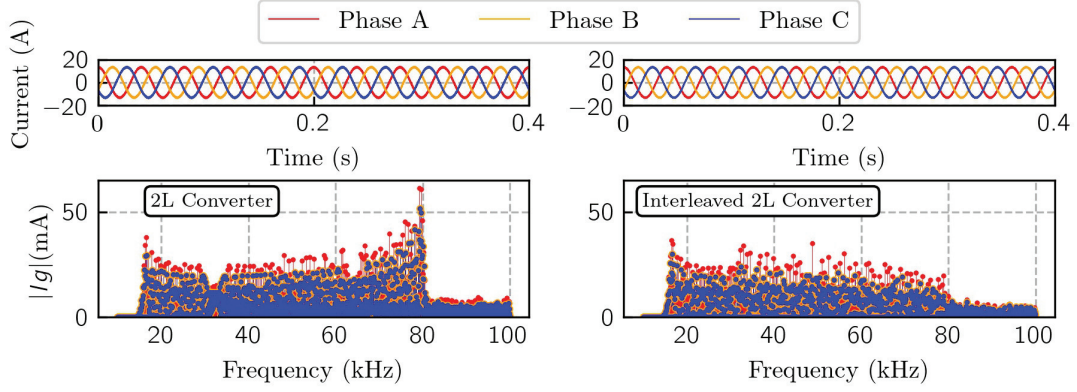 Phase A Phase B Phase C
Current (A)
20
0
−20
0 0.2 0.4
Time (s)
20
0
−20
0 0.2 0.4
Time (s)
|Ig|(mA)
50
0
2L Converter
20 40 60 80 100
Frequency (kHz)
50
0
Interleaved 2L Converter
20 40 60 80 100
Frequency (kHz)